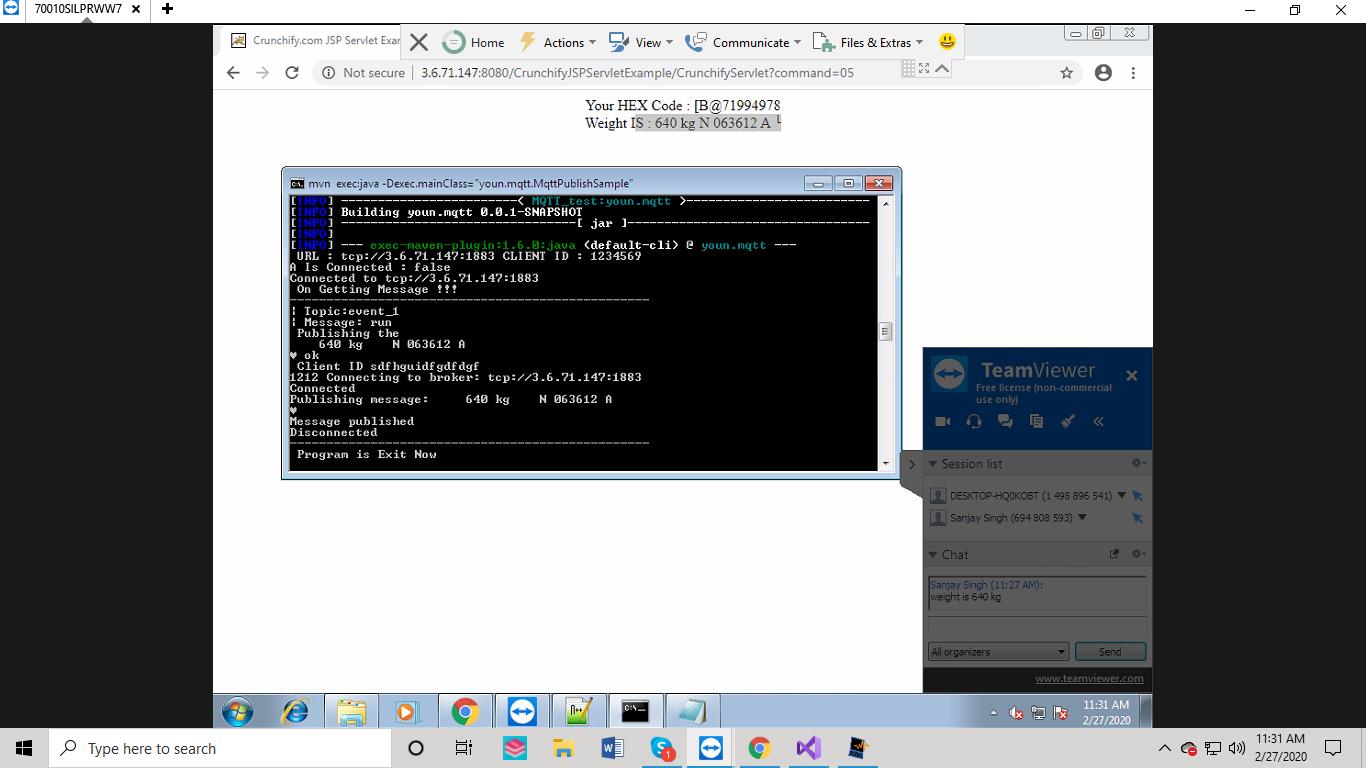 70010SILPRWW7
Crunchify.com JSP Servlet Exar
Home
Actions
View
Communicate
Files & Extras
Not secure
3.6.71.147:8080/CrunchifyJSPServletExample/CrunchifyServlet?command=05
Your HEX Code : [B@71994978
Weight IS : 640 kg N 063612 A └
mvn exec:java -Dexec.mainClass="youn.mqtt.MqttPublishSample"
[INFO] ------------------------< MQTT_test:youn.mqtt >-------------------------
[INFO] Building youn.mqtt 0.0.1-SNAPSHOT
[INFO] --------------------------------[ jar ]---------------------------------
[INFO]
[INFO] --- exec-maven-plugin:1.6.0:java (default-cli) @ youn.mqtt ---
URL : tcp://3.6.71.147:1883 CLIENT ID : 1234569
A Is Connected : false
Connected to tcp://3.6.71.147:1883
On Getting Message !!!
-------------------------------------------------
| Topic:event_1
| Message: run
Publishing the
640 kg N 063612 A
♥ ok
Client ID sdfhguidfgdfdgf
1212 Connecting to broker: tcp://3.6.71.147:1883
Connected
Publishing message: 640 kg N 063612 A
♥
Message published
Disconnected
-------------------------------------------------
Program is Exit Now
TeamViewer
Free license (non-commercial
use only)
Session list
DESKTOP-HQ0KOBT (1 498 896 541)
Sanjay Singh (694 808 593)
Chat
Sanjay Singh (11:27 AM):
weight is 640 kg
All organizers
Send
www.teamviewer.com
11:31 AM
2/27/2020
Type here to search
1
11:31 AM
2/27/2020